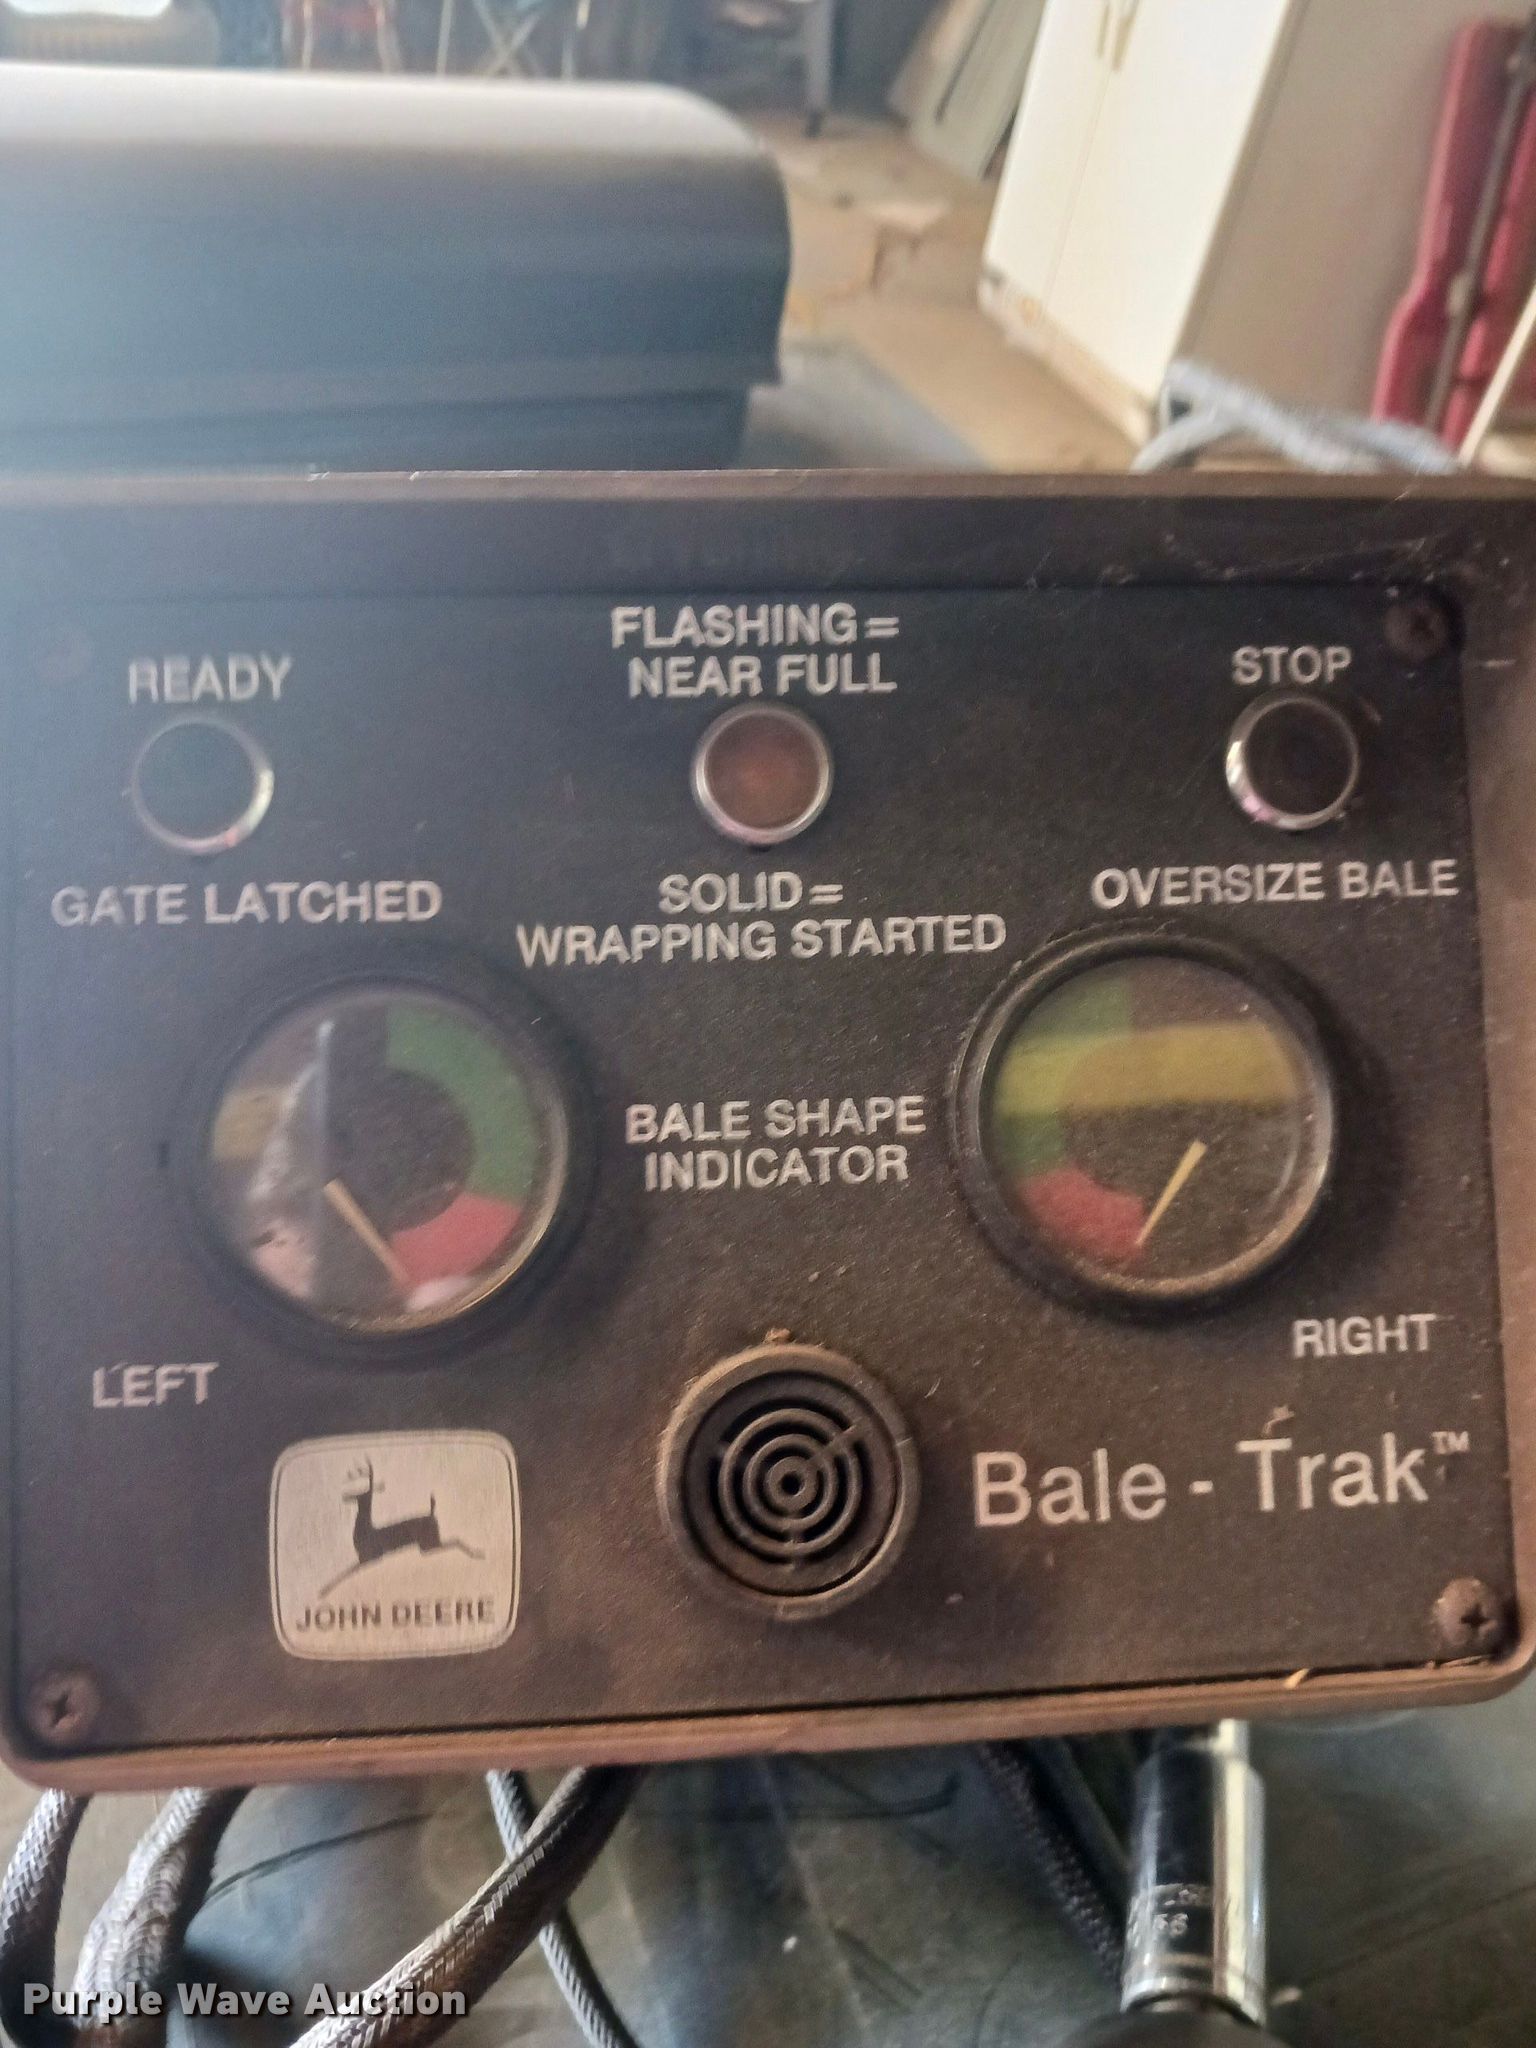 READY
FLASHING =
NEAR FULL
STOP
GATE LATCHED
SOLID =
WRAPPING STARTED
OVERSIZE BALE
BALE SHAPE
INDICATOR
LEFT
RIGHT
JOHN DEERE
Bale - Trak™
Purple Wave Auction